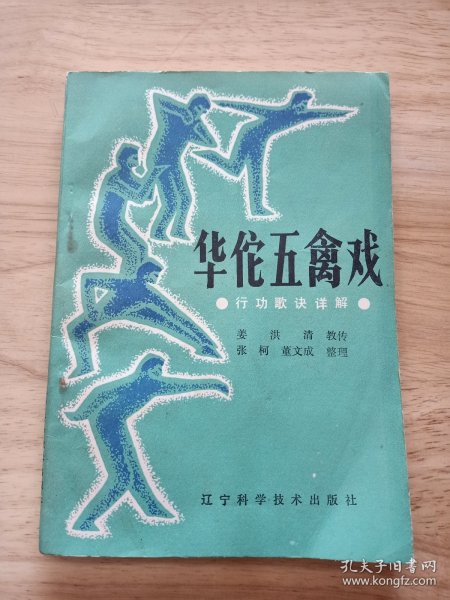 华佗五禽戏
●行功歌诀详解●
姜洪清 教传
张柯 董文成 整理
辽宁科学技术出版社
孔夫子旧书网
www.kongfz.com